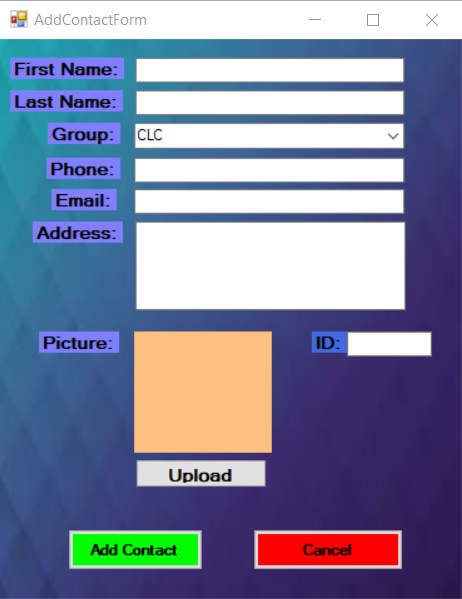 AddContactForm
First Name:
Last Name:
Group: CLC
Phone:
Email:
Address:
Picture: ID:
Upload
Add Contact Cancel